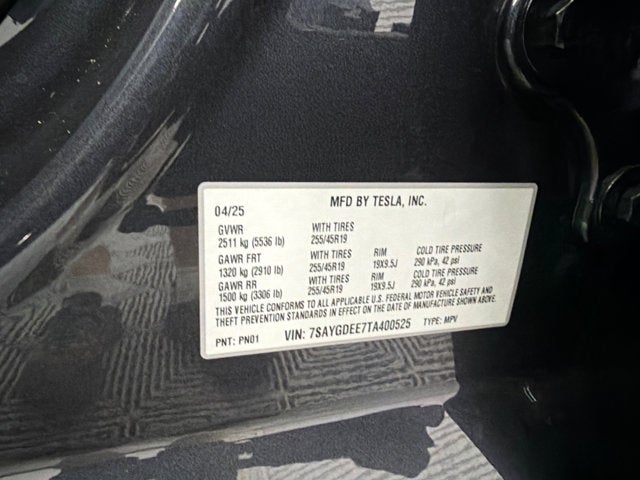 04/25 MFD BY TESLA, INC.
GVWR WITH TIRES
2511 kg (5536 lb) 255/45R19
GAWR FRT WITH TIRES RIM COLD TIRE PRESSURE
1320 kg (2910 lb) 255/45R19 19X9.5J 290 kPa, 42 psi
GAWR RR WITH TIRES RIM COLD TIRE PRESSURE
1500 kg (3306 lb) 255/45R19 19X9.5J 290 kPa, 42 psi
THIS VEHICLE CONFORMS TO ALL APPLICABLE U.S. FEDERAL MOTOR VEHICLE SAFETY AND
THEFT PREVENTION STANDARDS IN EFFECT ON THE DATE OF MANUFACTURE SHOWN ABOVE.
PNT: PN01 VIN: 7SAYGDEE7TA400525 TYPE: MPV